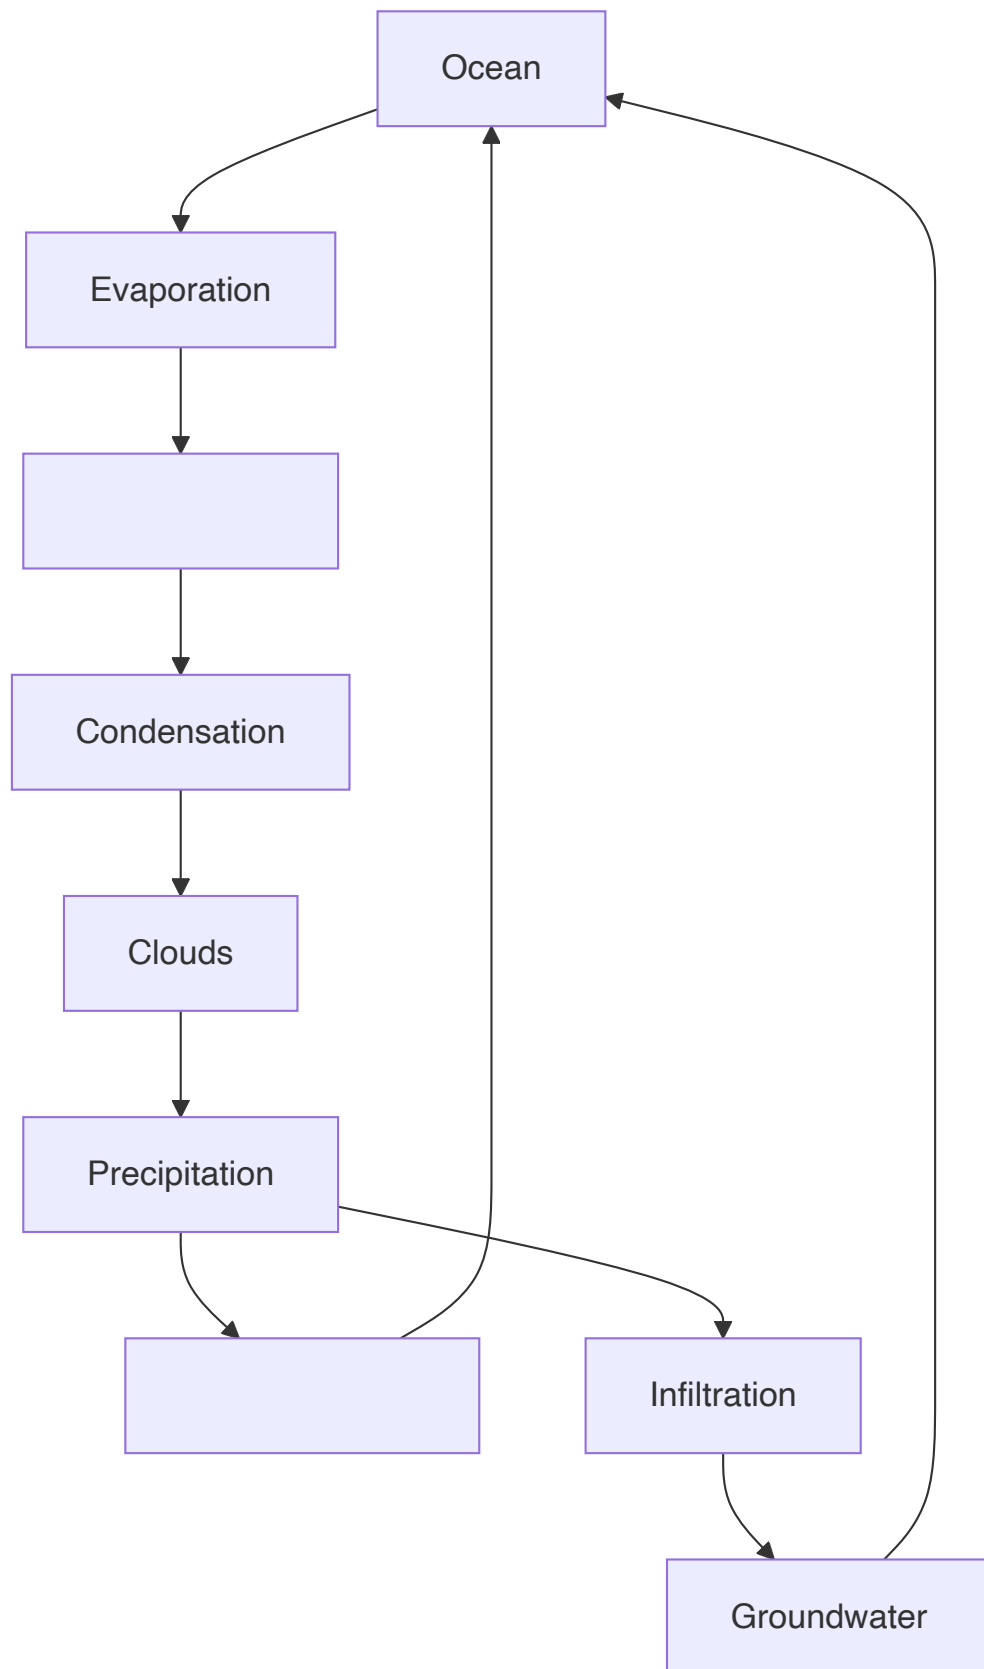 Ocean
Evaporation
Condensation
Clouds
Precipitation
Infiltration
Groundwater